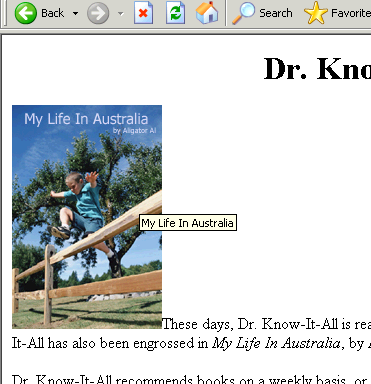 Back Search Favorite
Dr. Kno
My Life In Australia
by Aligator Al
My Life In Australia
These days, Dr. Know-It-All is rea
It-All has also been engrossed in My Life In Australia, by
Dr. Know-It-All recommends books on a weekly basis, or